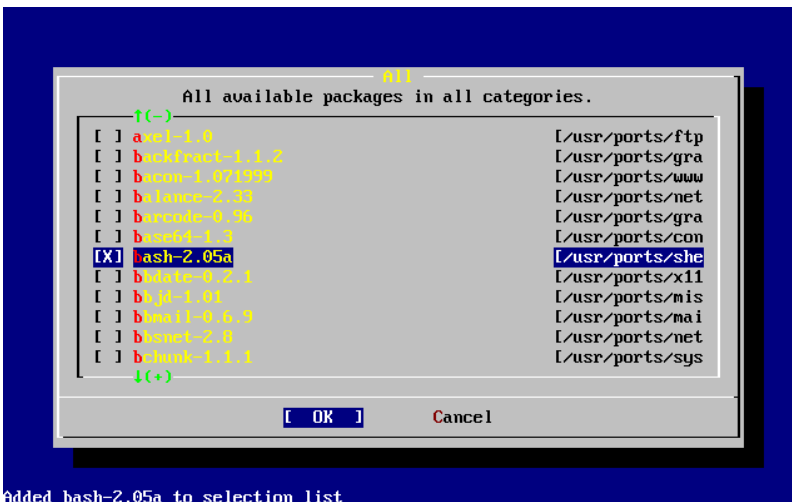 All
All available packages in all categories.
↑(-)
[ ] axel-1.0 [/usr/ports/ftp
[ ] backfract-1.1.2 [/usr/ports/gra
[ ] bacon-1.071999 [/usr/ports/www
[ ] balance-2.33 [/usr/ports/net
[ ] barcode-0.96 [/usr/ports/gra
[ ] base64-1.3 [/usr/ports/con
[X] bash-2.05a [/usr/ports/she
[ ] bbdate-0.2.1 [/usr/ports/x11
[ ] bbjd-1.01 [/usr/ports/mis
[ ] bbmail-0.6.9 [/usr/ports/mai
[ ] bbsnet-2.8 [/usr/ports/net
[ ] bchunk-1.1.1 [/usr/ports/sys
↓(+)
[ OK ] Cancel
Added bash-2.05a to selection list